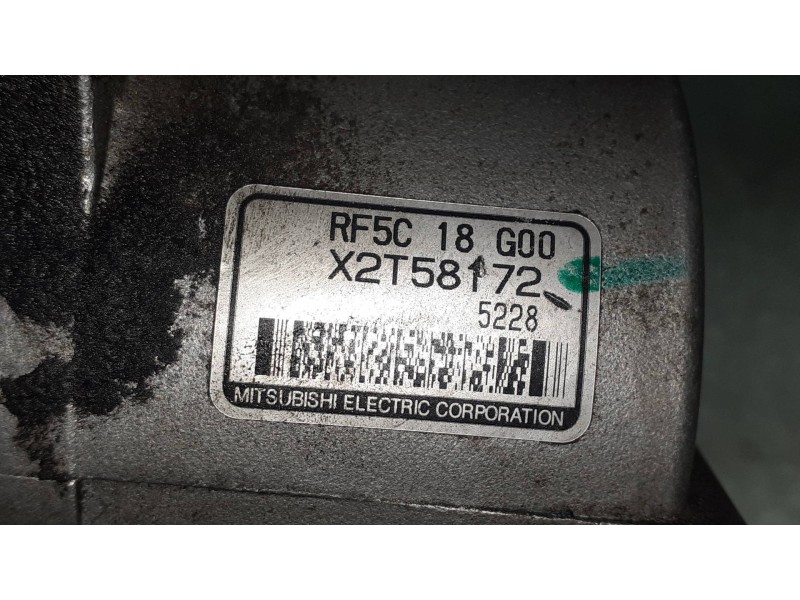 RF5C 18 G00
X2T58172
5228
MITSUBISHI ELECTRIC CORPORATION